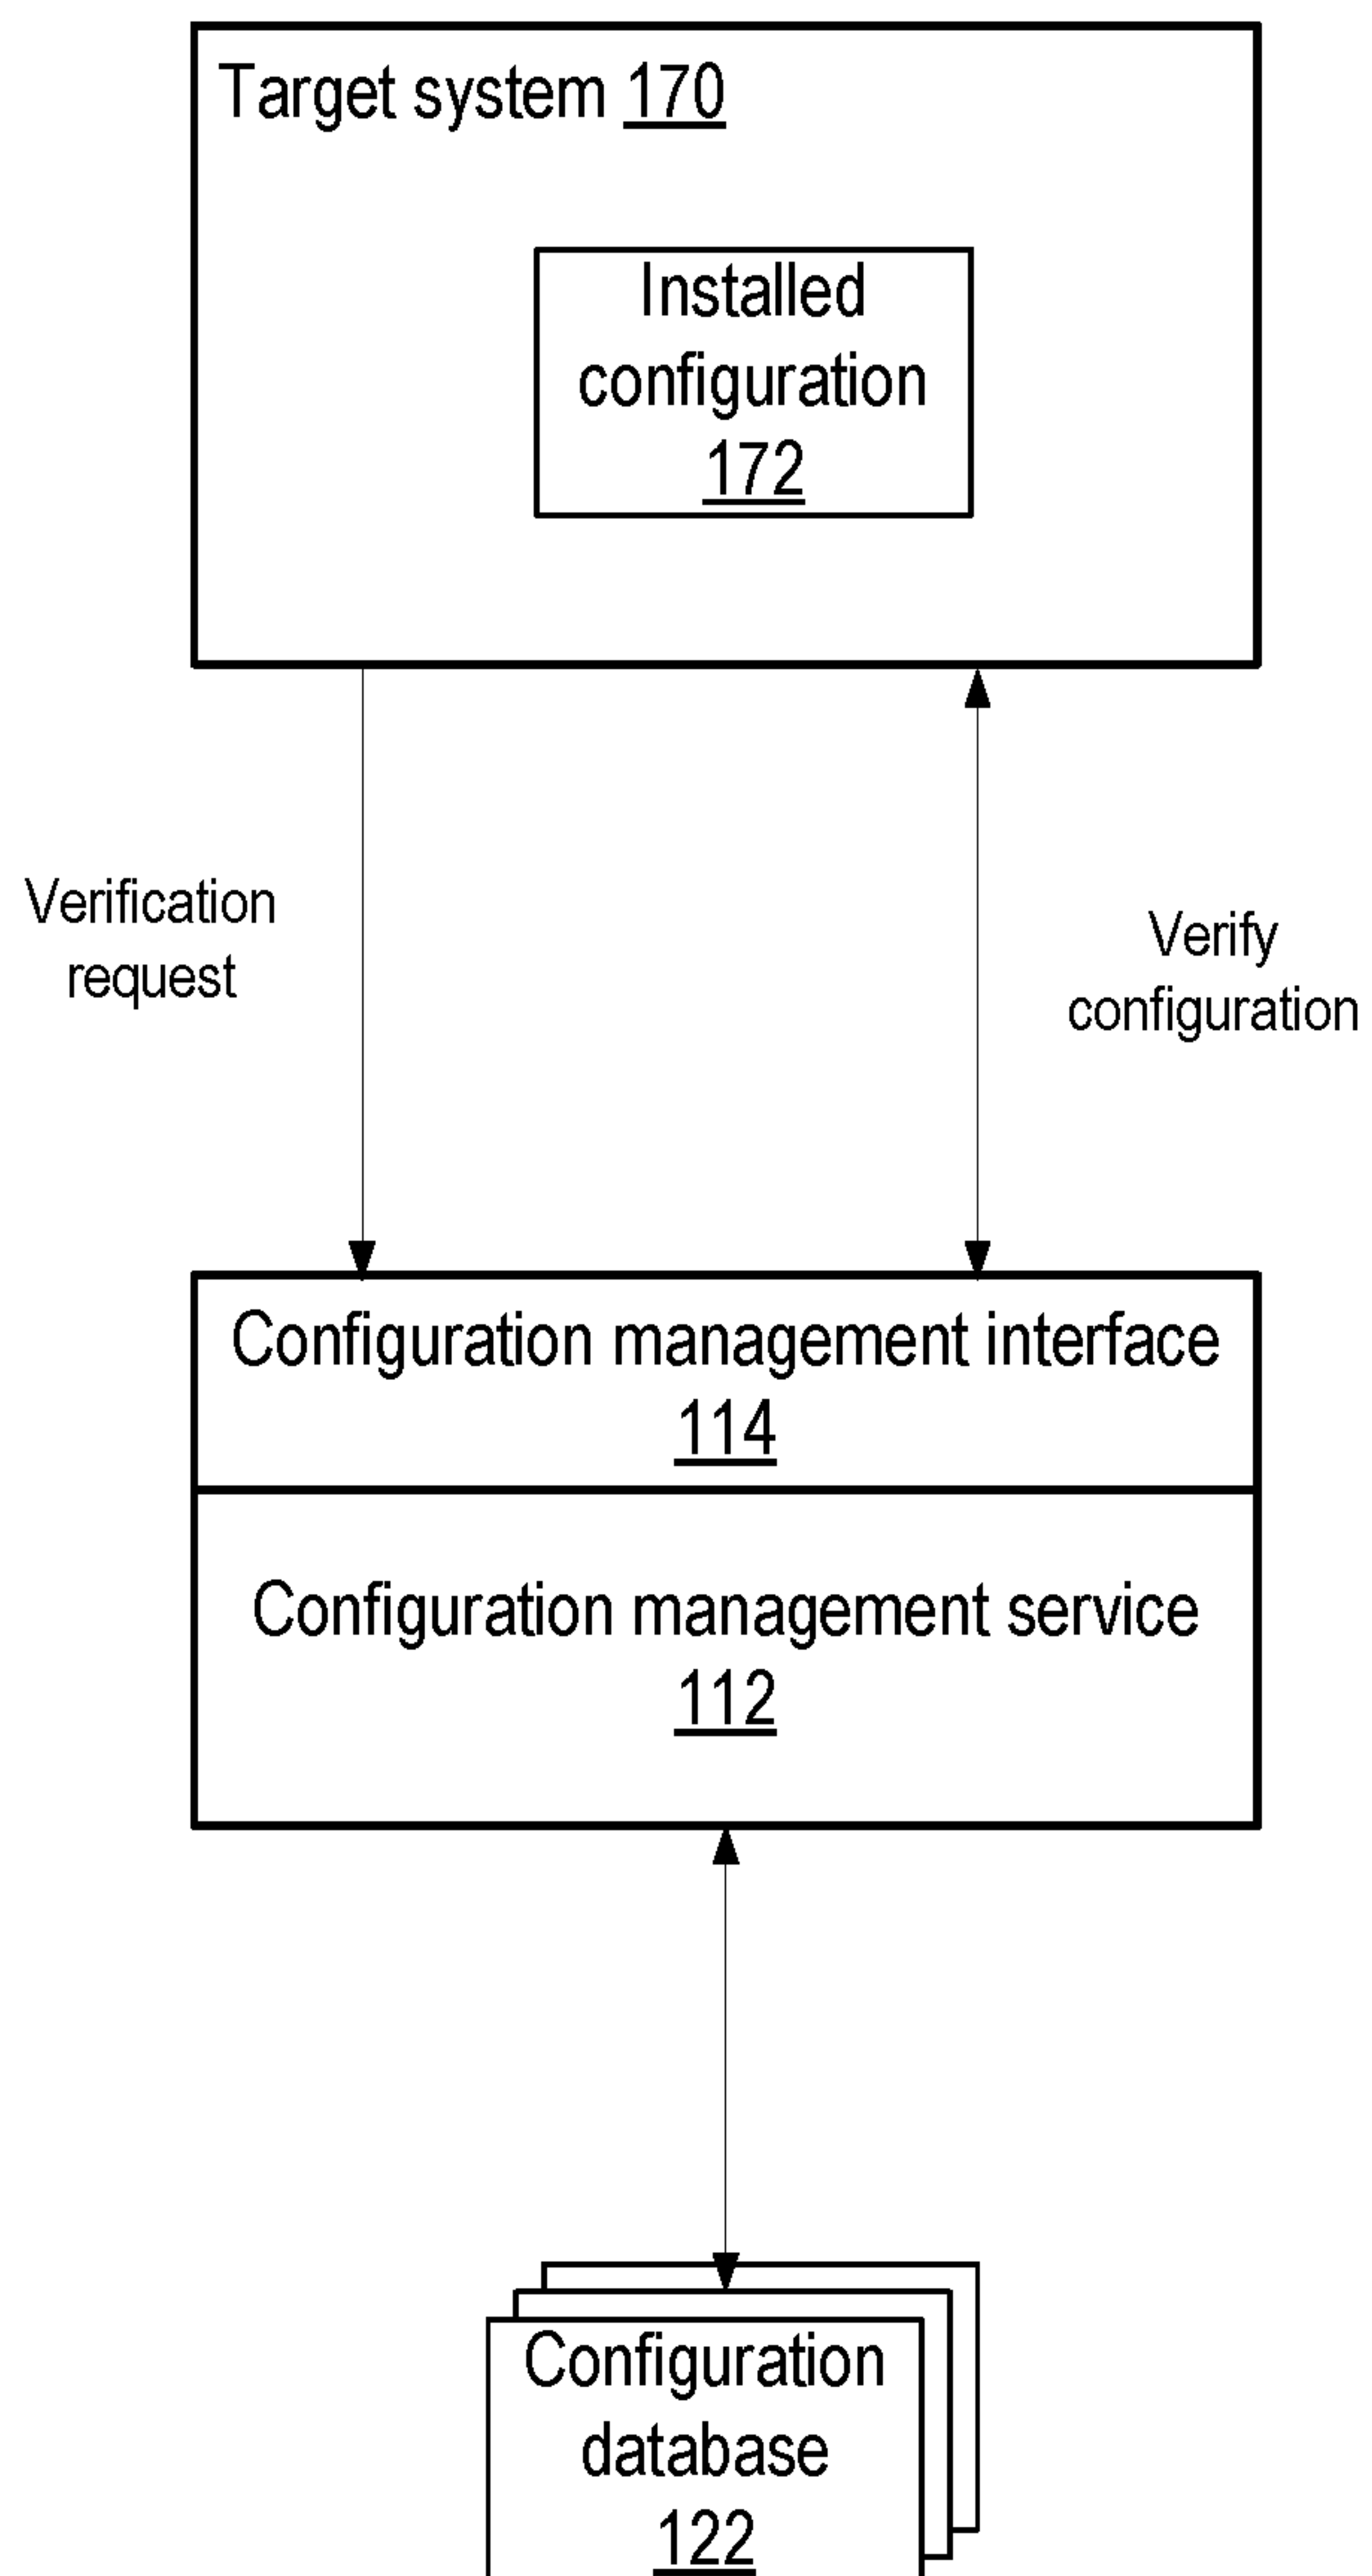 Target system 170
Installed
configuration
172
Verification
request
Verify
configuration
Configuration management interface
114
Configuration management service
112
Configuration
database
122